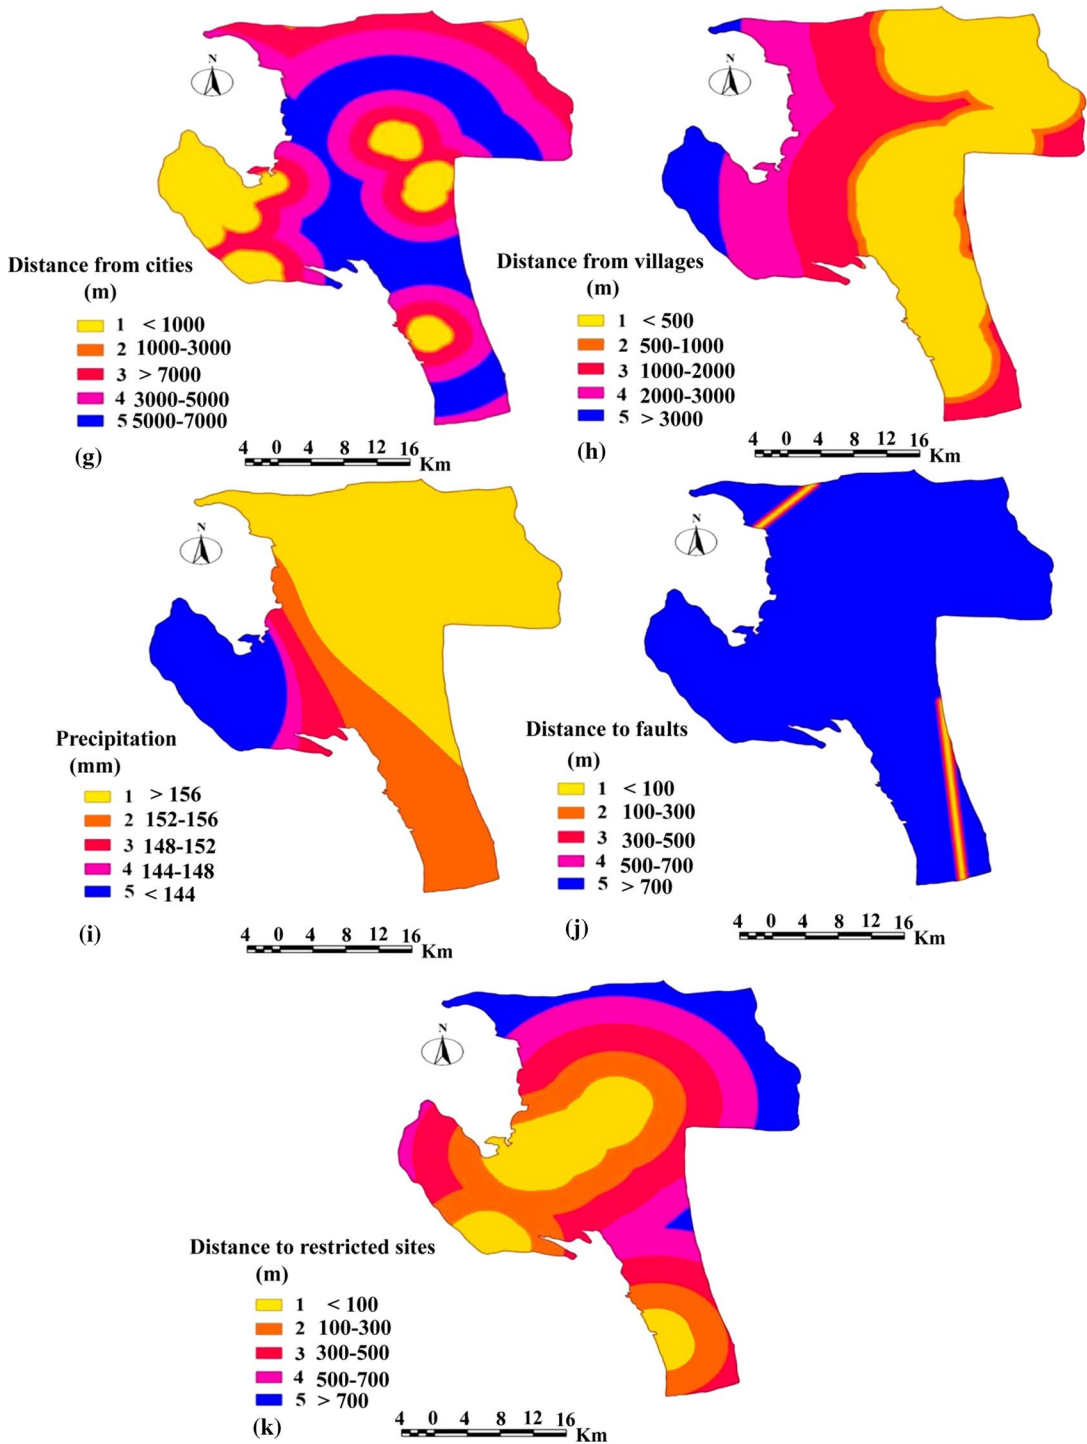 N
Distance from cities
(m)
1 < 1000
2 1000-3000
3 > 7000
4 3000-5000
5 5000-7000
(g)
4 0 4 8 12 16
Km
N
Distance from villages
(m)
1 < 500
2 500-1000
3 1000-2000
4 2000-3000
5 > 3000
(h)
4 0 4 8 12 16
Km
N
Precipitation
(mm)
1 > 156
2 152-156
3 148-152
4 144-148
5 < 144
(i)
4 0 4 8 12 16
Km
N
Distance to faults
(m)
1 < 100
2 100-300
3 300-500
4 500-700
5 > 700
(j)
4 0 4 8 12 16
Km
N
Distance to restricted sites
(m)
1 < 100
2 100-300
3 300-500
4 500-700
5 > 700
(k)
4 0 4 8 12 16
Km